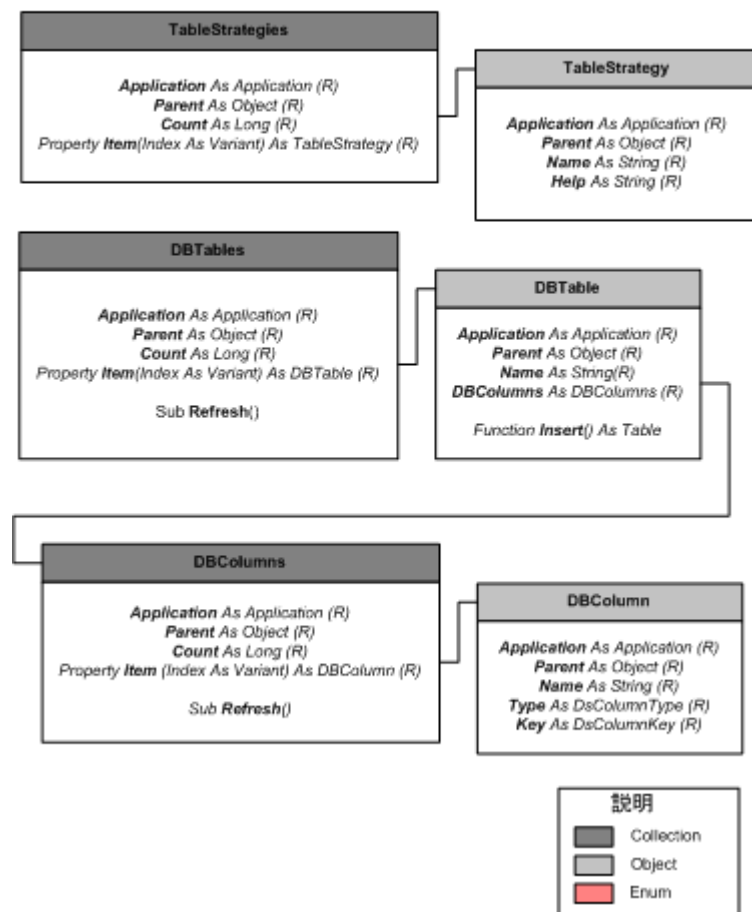 TableStrategies
Application As Application (R)
Parent As Object (R)
Count As Long (R)
Property Item(Index As Variant) As TableStrategy (R)
TableStrategy
Application As Application (R)
Parent As Object (R)
Name As String (R)
Help As String (R)
DBTables
Application As Application (R)
Parent As Object (R)
Count As Long (R)
Property Item(Index As Variant) As DBTable (R)
Sub Refresh()
DBTable
Application As Application (R)
Parent As Object (R)
Name As String(R)
DBColumns As DBColumns (R)
Function Insert() As Table
DBColumns
Application As Application (R)
Parent As Object (R)
Count As Long (R)
Property Item (Index As Variant) As DBColumn (R)
Sub Refresh()
DBColumn
Application As Application (R)
Parent As Object (R)
Name As String (R)
Type As DsColumnType (R)
Key As DsColumnKey (R)
説明
Collection
Object
Enum